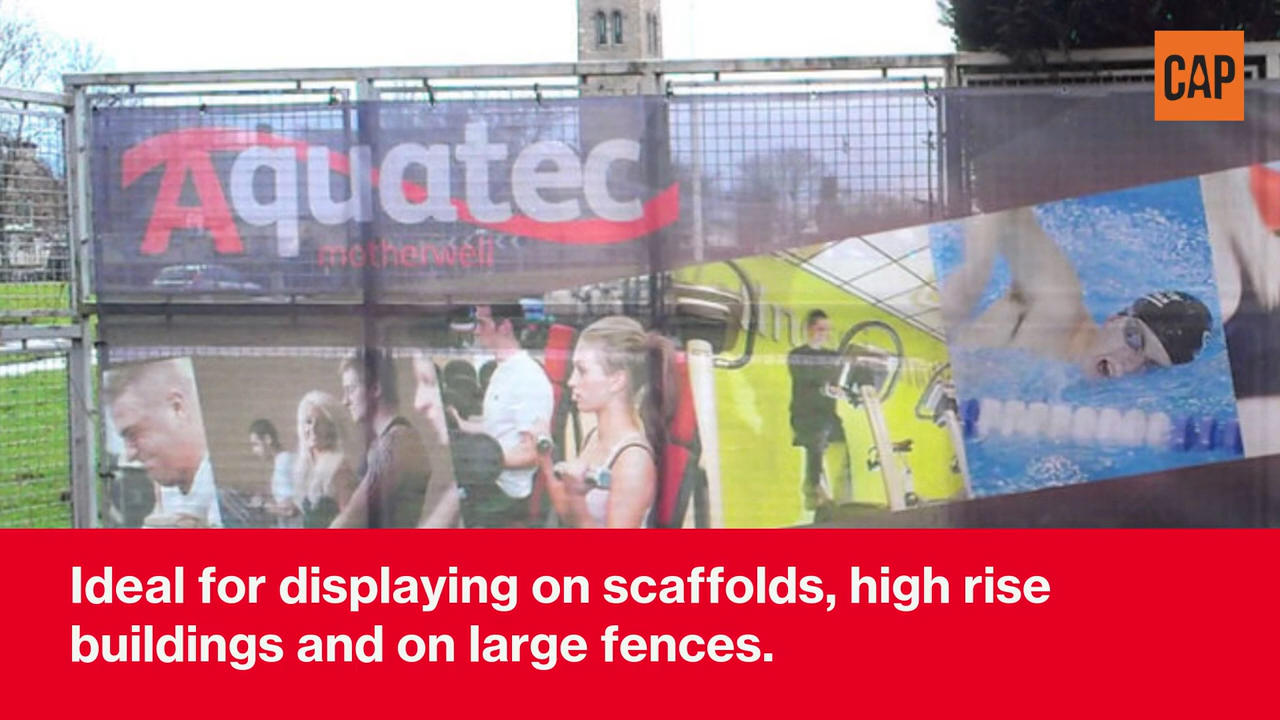 CAP
Aquatec
motherwell
Ideal for displaying on scaffolds, high rise
buildings and on large fences.